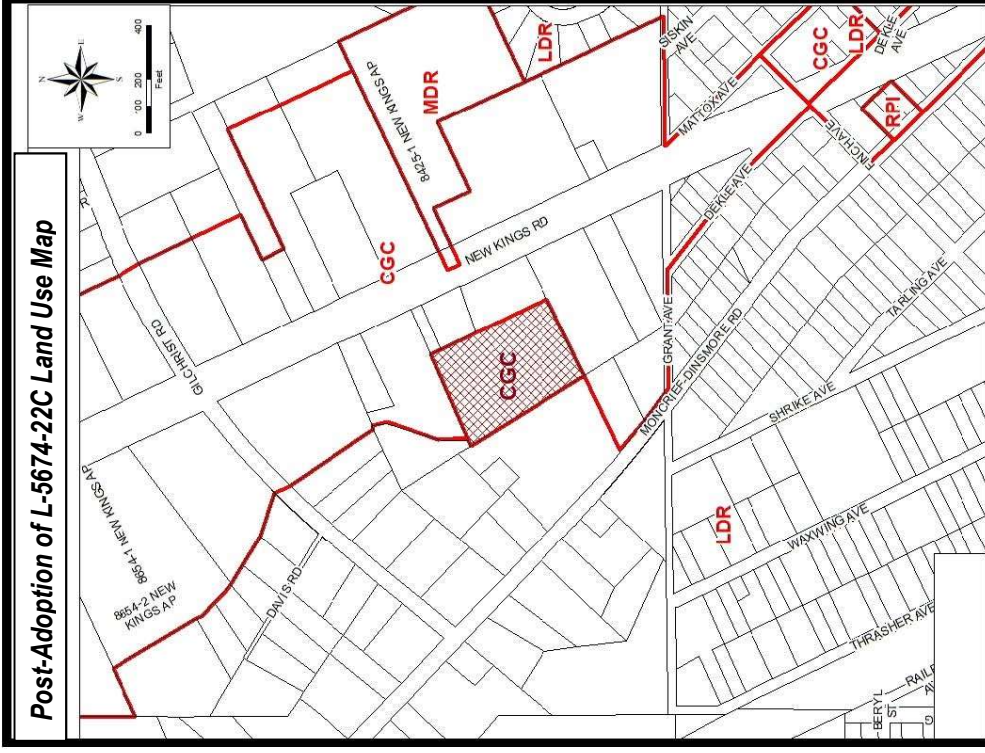 Post-Adoption of L-5674-22C Land Use Map
N
E
S
W
0 100 200 400
Feet
GILCHRIST RD
8654-1 NEW KINGS AP
8654-2 NEW
KINGS AP
DAVIS RD
CGC
NEW KINGS RD
8425-1 NEW KINGS AP
MDR
LDR
SISKIN
AVE
CGC
MATTOX AVE
CGC
LDR
DEKLE
AVE
RPI
FINCH AVE
DEKLE AVE
GRANT AVE
MONCRIEF-DINSMORE RD
TARLING AVE
SHRIKE AVE
LDR
WAXWING AVE
THRASHER AVE
BERYL
ST